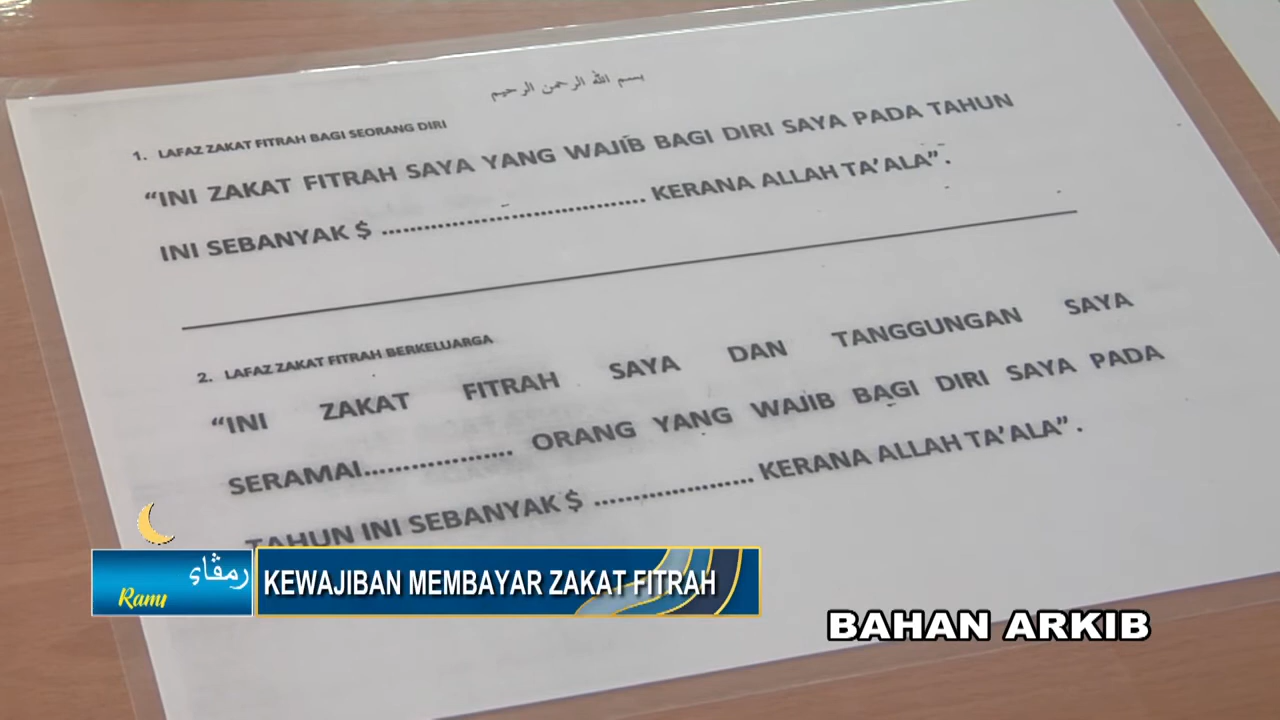 بسم الله الرحمن الرحيم
1. LAFAZ ZAKAT FITRAH BAGI SEORANG DIRI
“INI ZAKAT FITRAH SAYA YANG WAJIB BAGI DIRI SAYA PADA TAHUN
INI SEBANYAK $ ..................................... KERANA ALLAH TA’ALA”.
2. LAFAZ ZAKAT FITRAH BERKELUARGA
“INI ZAKAT FITRAH SAYA DAN TANGGUNGAN SAYA
SERAMAI.................... ORANG YANG WAJIB BAGI DIRI SAYA PADA
TAHUN INI SEBANYAK $ ...................... KERANA ALLAH TA’ALA”.
KEWAJIBAN MEMBAYAR ZAKAT FITRAH
BAHAN ARKIB